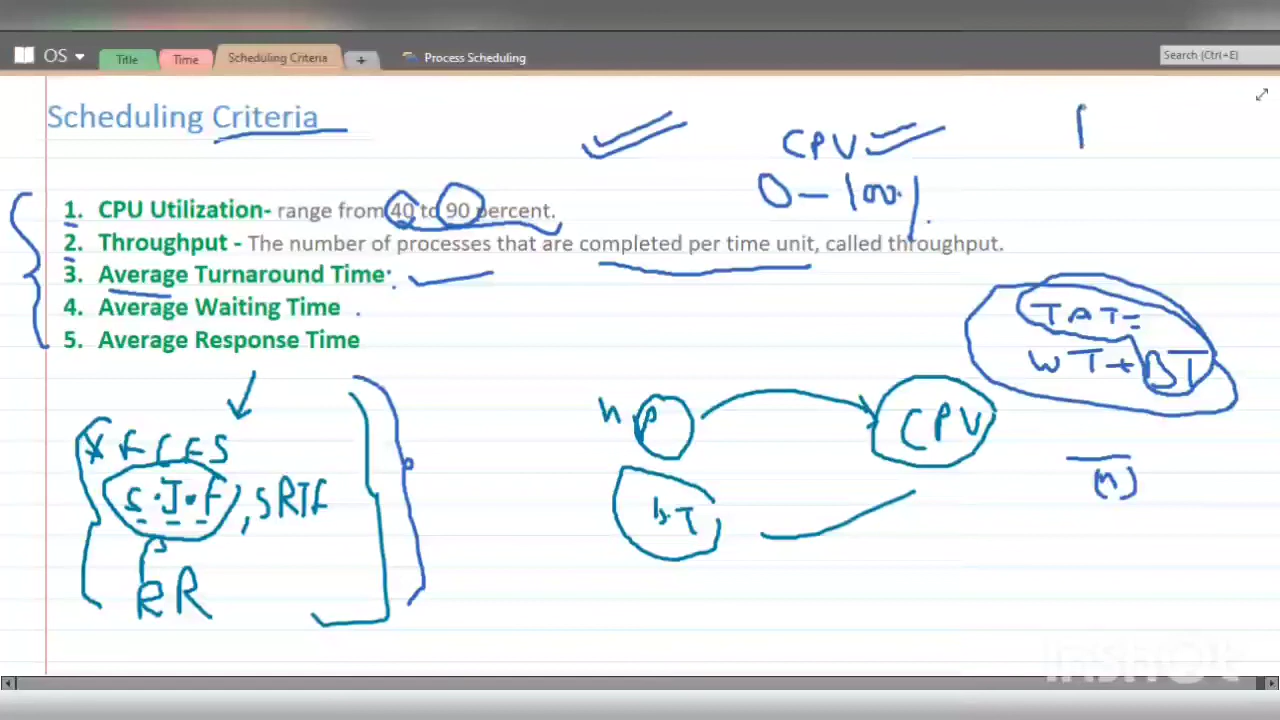 OS
Title
Time
Scheduling Criteria
+
Process Scheduling
Search (Ctrl+E)
Scheduling Criteria
CPU
0-100%
1. CPU Utilization- range from 40 to 90 percent.
2. Throughput - The number of processes that are completed per time unit, called throughput.
3. Average Turnaround Time.
4. Average Waiting Time .
5. Average Response Time
TAT=
WT+BT
CPU
(n)
FCFS
S.J.F, SRTF
b.T
RR
InShOt